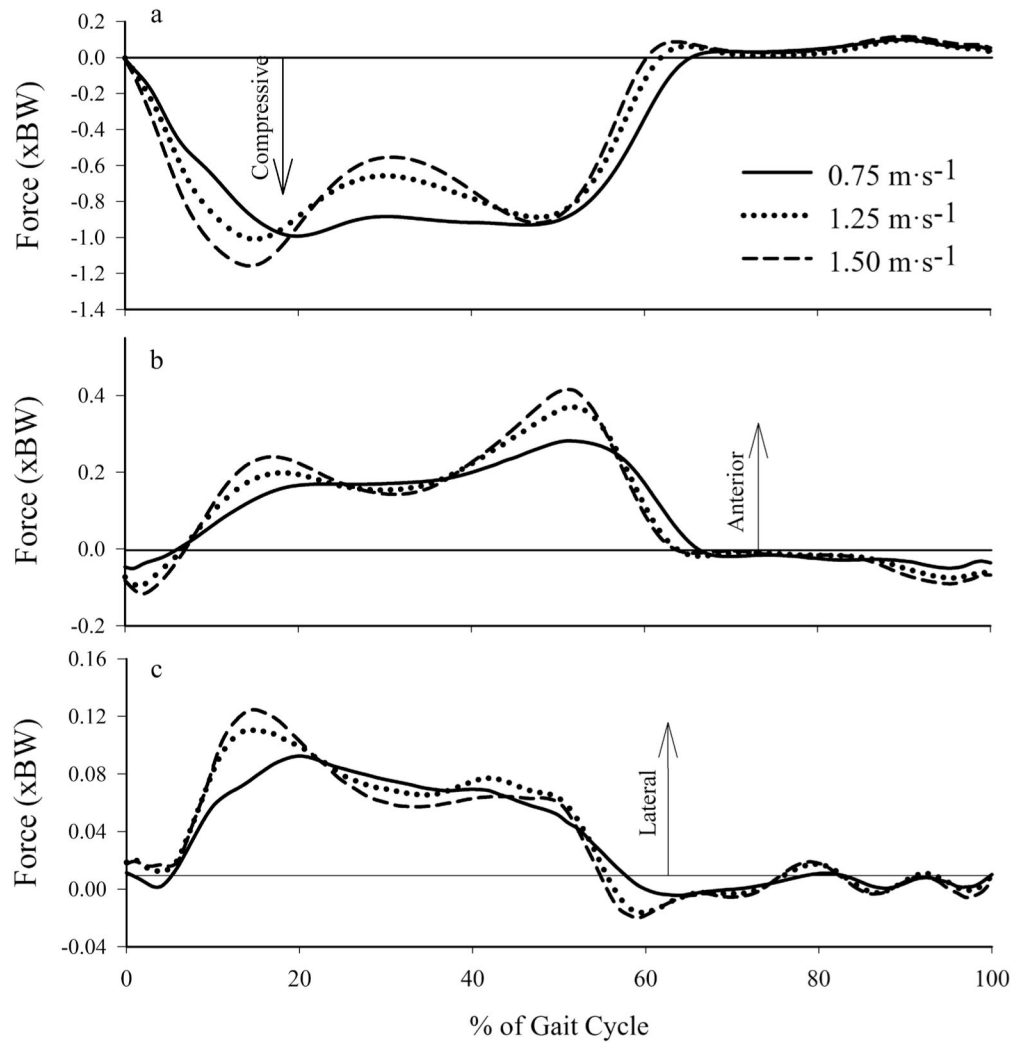 a
0.2
0.0
-0.2
-0.4
-0.6
-0.8
-1.0
-1.2
-1.4
Force (xBW)
Compressive
0.75 m·s-1
1.25 m·s-1
1.50 m·s-1
b
0.4
0.2
0.0
-0.2
Force (xBW)
Anterior
c
0.16
0.12
0.08
0.04
0.00
-0.04
Force (xBW)
Lateral
0 20 40 60 80 100
% of Gait Cycle